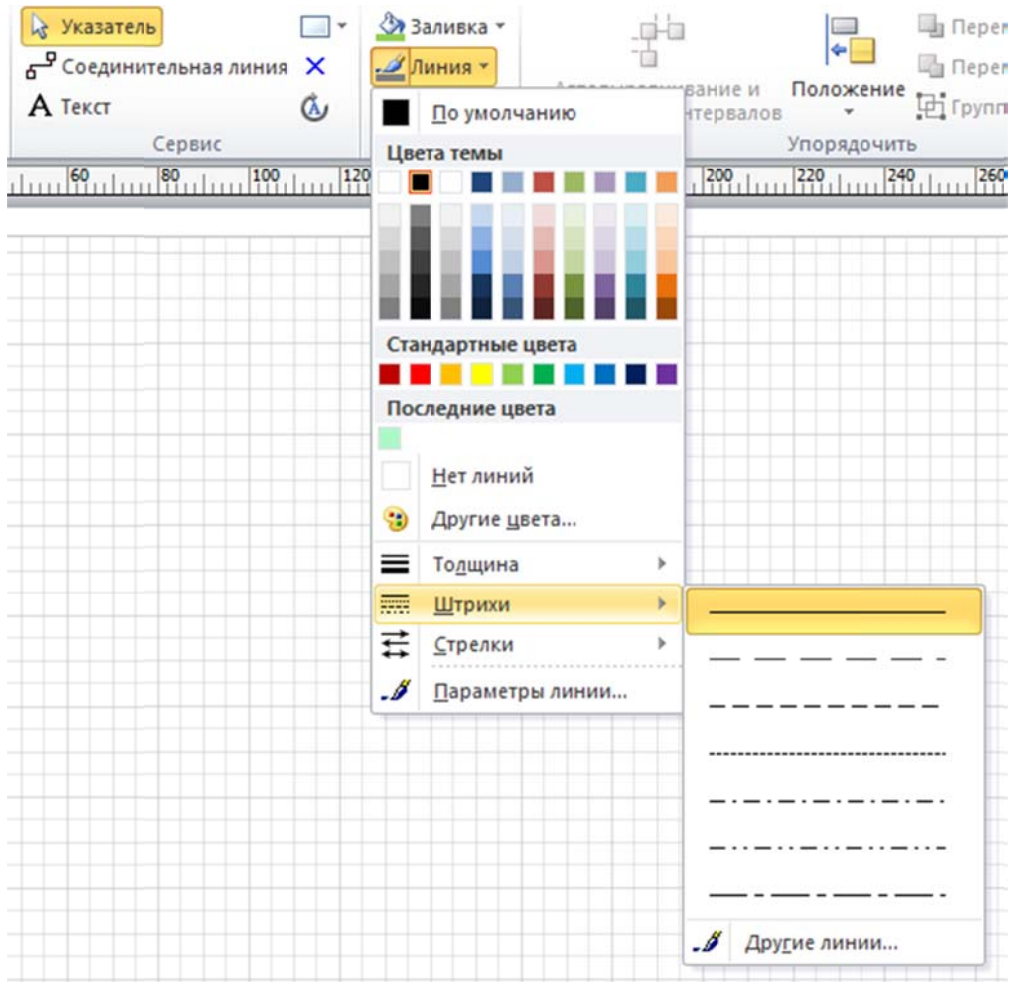 Указатель
Соединительная линия
A Текст
Сервис
Заливка
Линия
Положение
Упорядочить
60 80 100 120 200 220 240 260
По умолчанию
Цвета темы
Стандартные цвета
Последние цвета
Нет линий
Другие цвета...
Толщина
Штрихи
Стрелки
Параметры линии...
Другие линии...